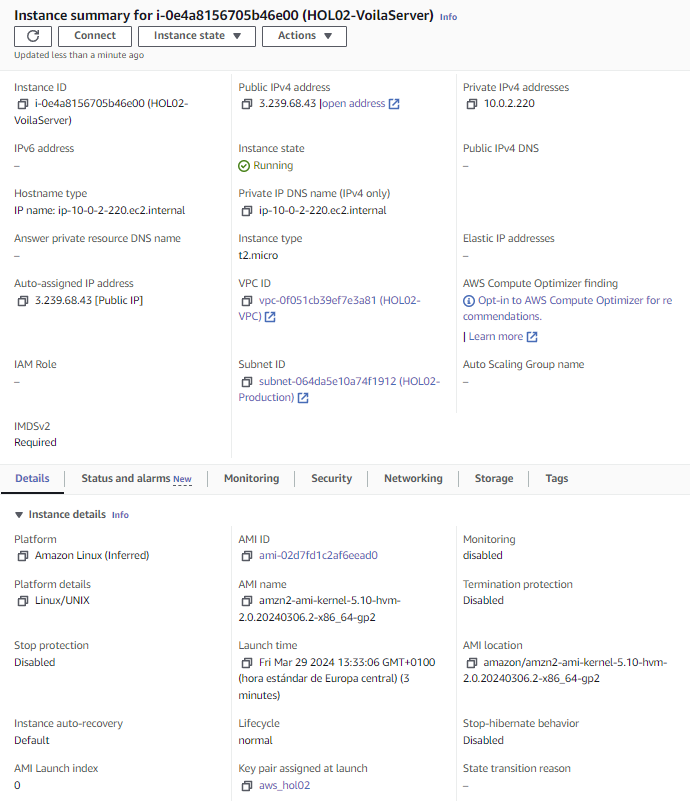 Instance summary for i-0e4a8156705b46e00 (HOL02-VoilaServer) Info
Connect
Instance state
Actions
Updated less than a minute ago
Instance ID
i-0e4a8156705b46e00 (HOL02-
VoilaServer)
Public IPv4 address
3.239.68.43 |open address
Private IPv4 addresses
10.0.2.220
IPv6 address
–
Instance state
Running
Public IPv4 DNS
–
Hostname type
IP name: ip-10-0-2-220.ec2.internal
Private IP DNS name (IPv4 only)
ip-10-0-2-220.ec2.internal
Answer private resource DNS name
–
Instance type
t2.micro
Elastic IP addresses
–
Auto-assigned IP address
3.239.68.43 [Public IP]
VPC ID
vpc-0f051cb39ef7e3a81 (HOL02-
VPC)
AWS Compute Optimizer finding
Opt-in to AWS Compute Optimizer for re
commendations.
| Learn more
IAM Role
–
Subnet ID
subnet-064da5e10a74f1912 (HOL02-
Production)
Auto Scaling Group name
–
IMDSv2
Required
Details
Status and alarms New
Monitoring
Security
Networking
Storage
Tags
Instance details Info
Platform
Amazon Linux (Inferred)
AMI ID
ami-02d7fd1c2af6eead0
Monitoring
disabled
Platform details
Linux/UNIX
AMI name
amzn2-ami-kernel-5.10-hvm-
2.0.20240306.2-x86_64-gp2
Termination protection
Disabled
Stop protection
Disabled
Launch time
Fri Mar 29 2024 13:33:06 GMT+0100
(hora estándar de Europa central) (3
minutes)
AMI location
amazon/amzn2-ami-kernel-5.10-hvm-
2.0.20240306.2-x86_64-gp2
Instance auto-recovery
Default
Lifecycle
normal
Stop-hibernate behavior
Disabled
AMI Launch index
0
Key pair assigned at launch
aws_hol02
State transition reason
–